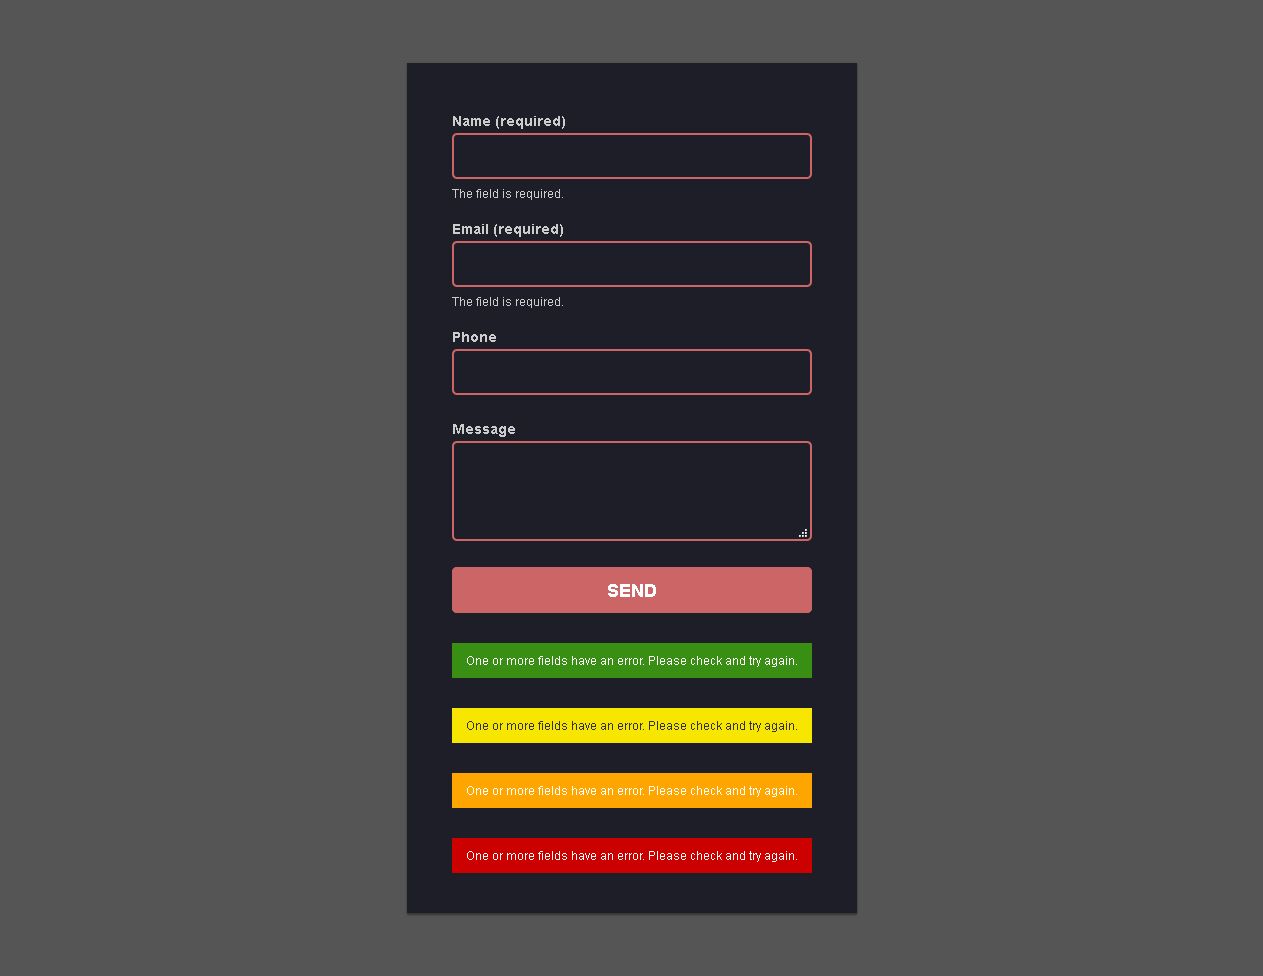 Name (required)
The field is required.
Email (required)
The field is required.
Phone
Message
SEND
One or more fields have an error. Please check and try again.
One or more fields have an error. Please check and try again.
One or more fields have an error. Please check and try again.
One or more fields have an error. Please check and try again.